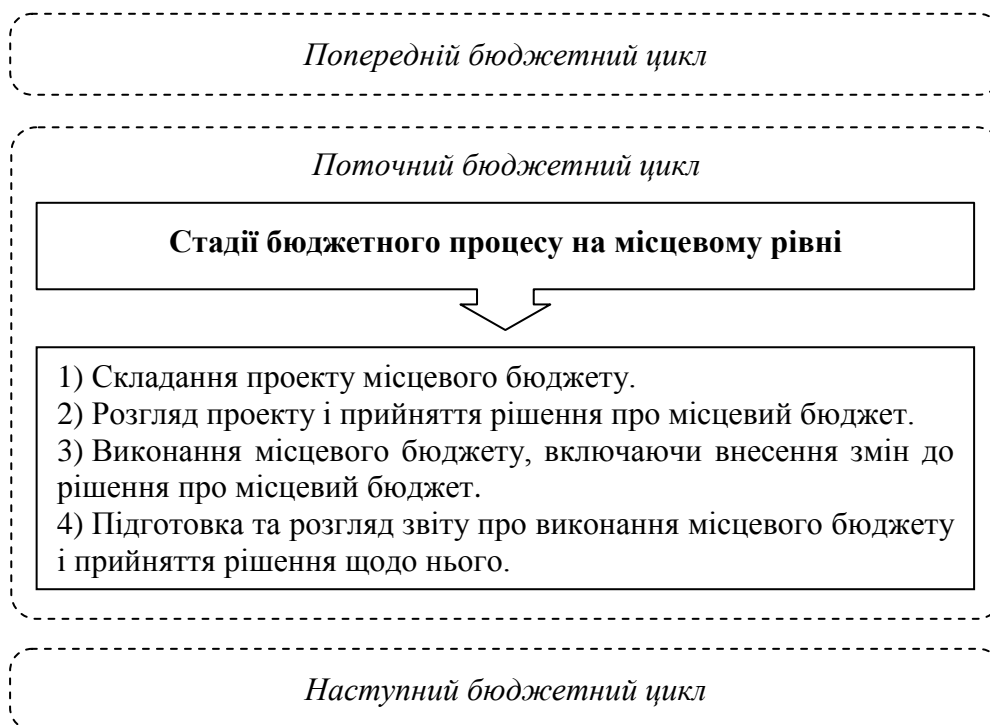 Попередній бюджетний цикл
Поточний бюджетний цикл
Стадії бюджетного процесу на місцевому рівні
1) Складання проекту місцевого бюджету.
2) Розгляд проекту і прийняття рішення про місцевий бюджет.
3) Виконання місцевого бюджету, включаючи внесення змін до
рішення про місцевий бюджет.
4) Підготовка та розгляд звіту про виконання місцевого бюджету
і прийняття рішення щодо нього.
Наступний бюджетний цикл